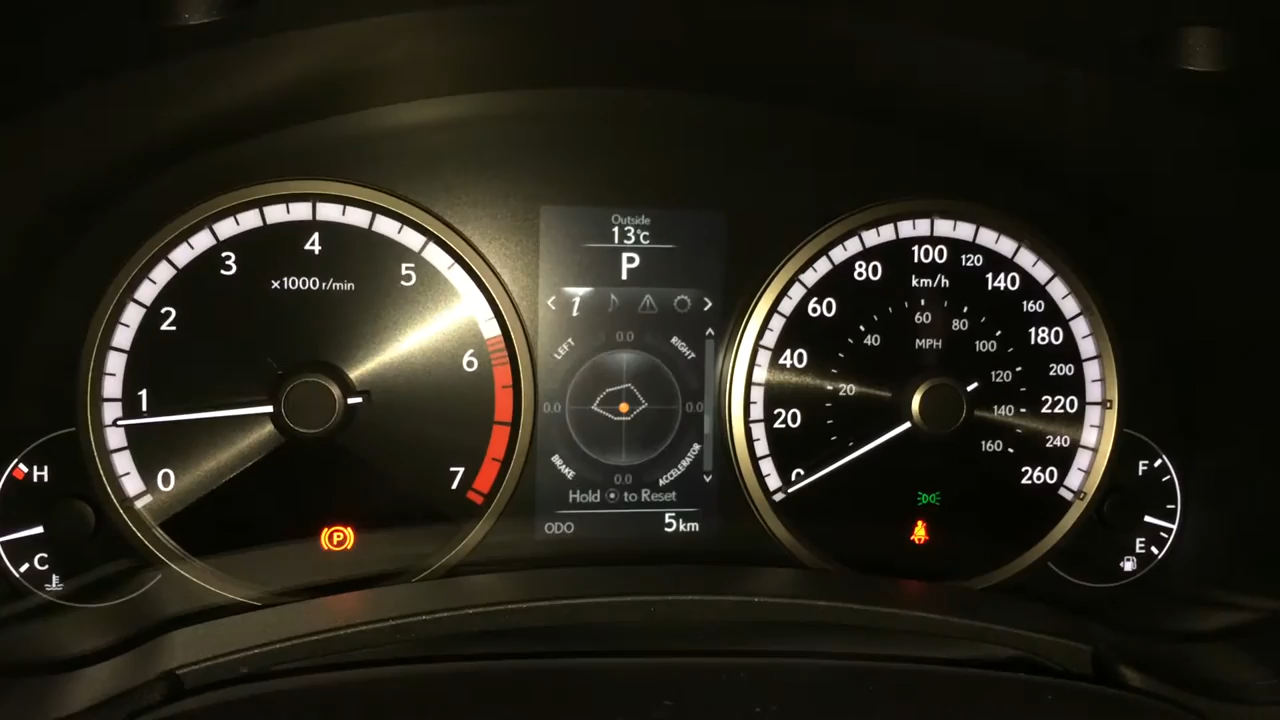 4
3
5
x1000 r/min
2
6
1
7
0
H
C
P
Outside
13°C
P
i
0.0
LEFT
RIGHT
0.0
0.0
BRAKE
ACCELERATOR
0.0
Hold to Reset
ODO 5 km
100
120
80
140
km/h
60
160
60
80
180
40
MPH
100
40
200
120
20
220
140
20
240
160
0
260
F
E